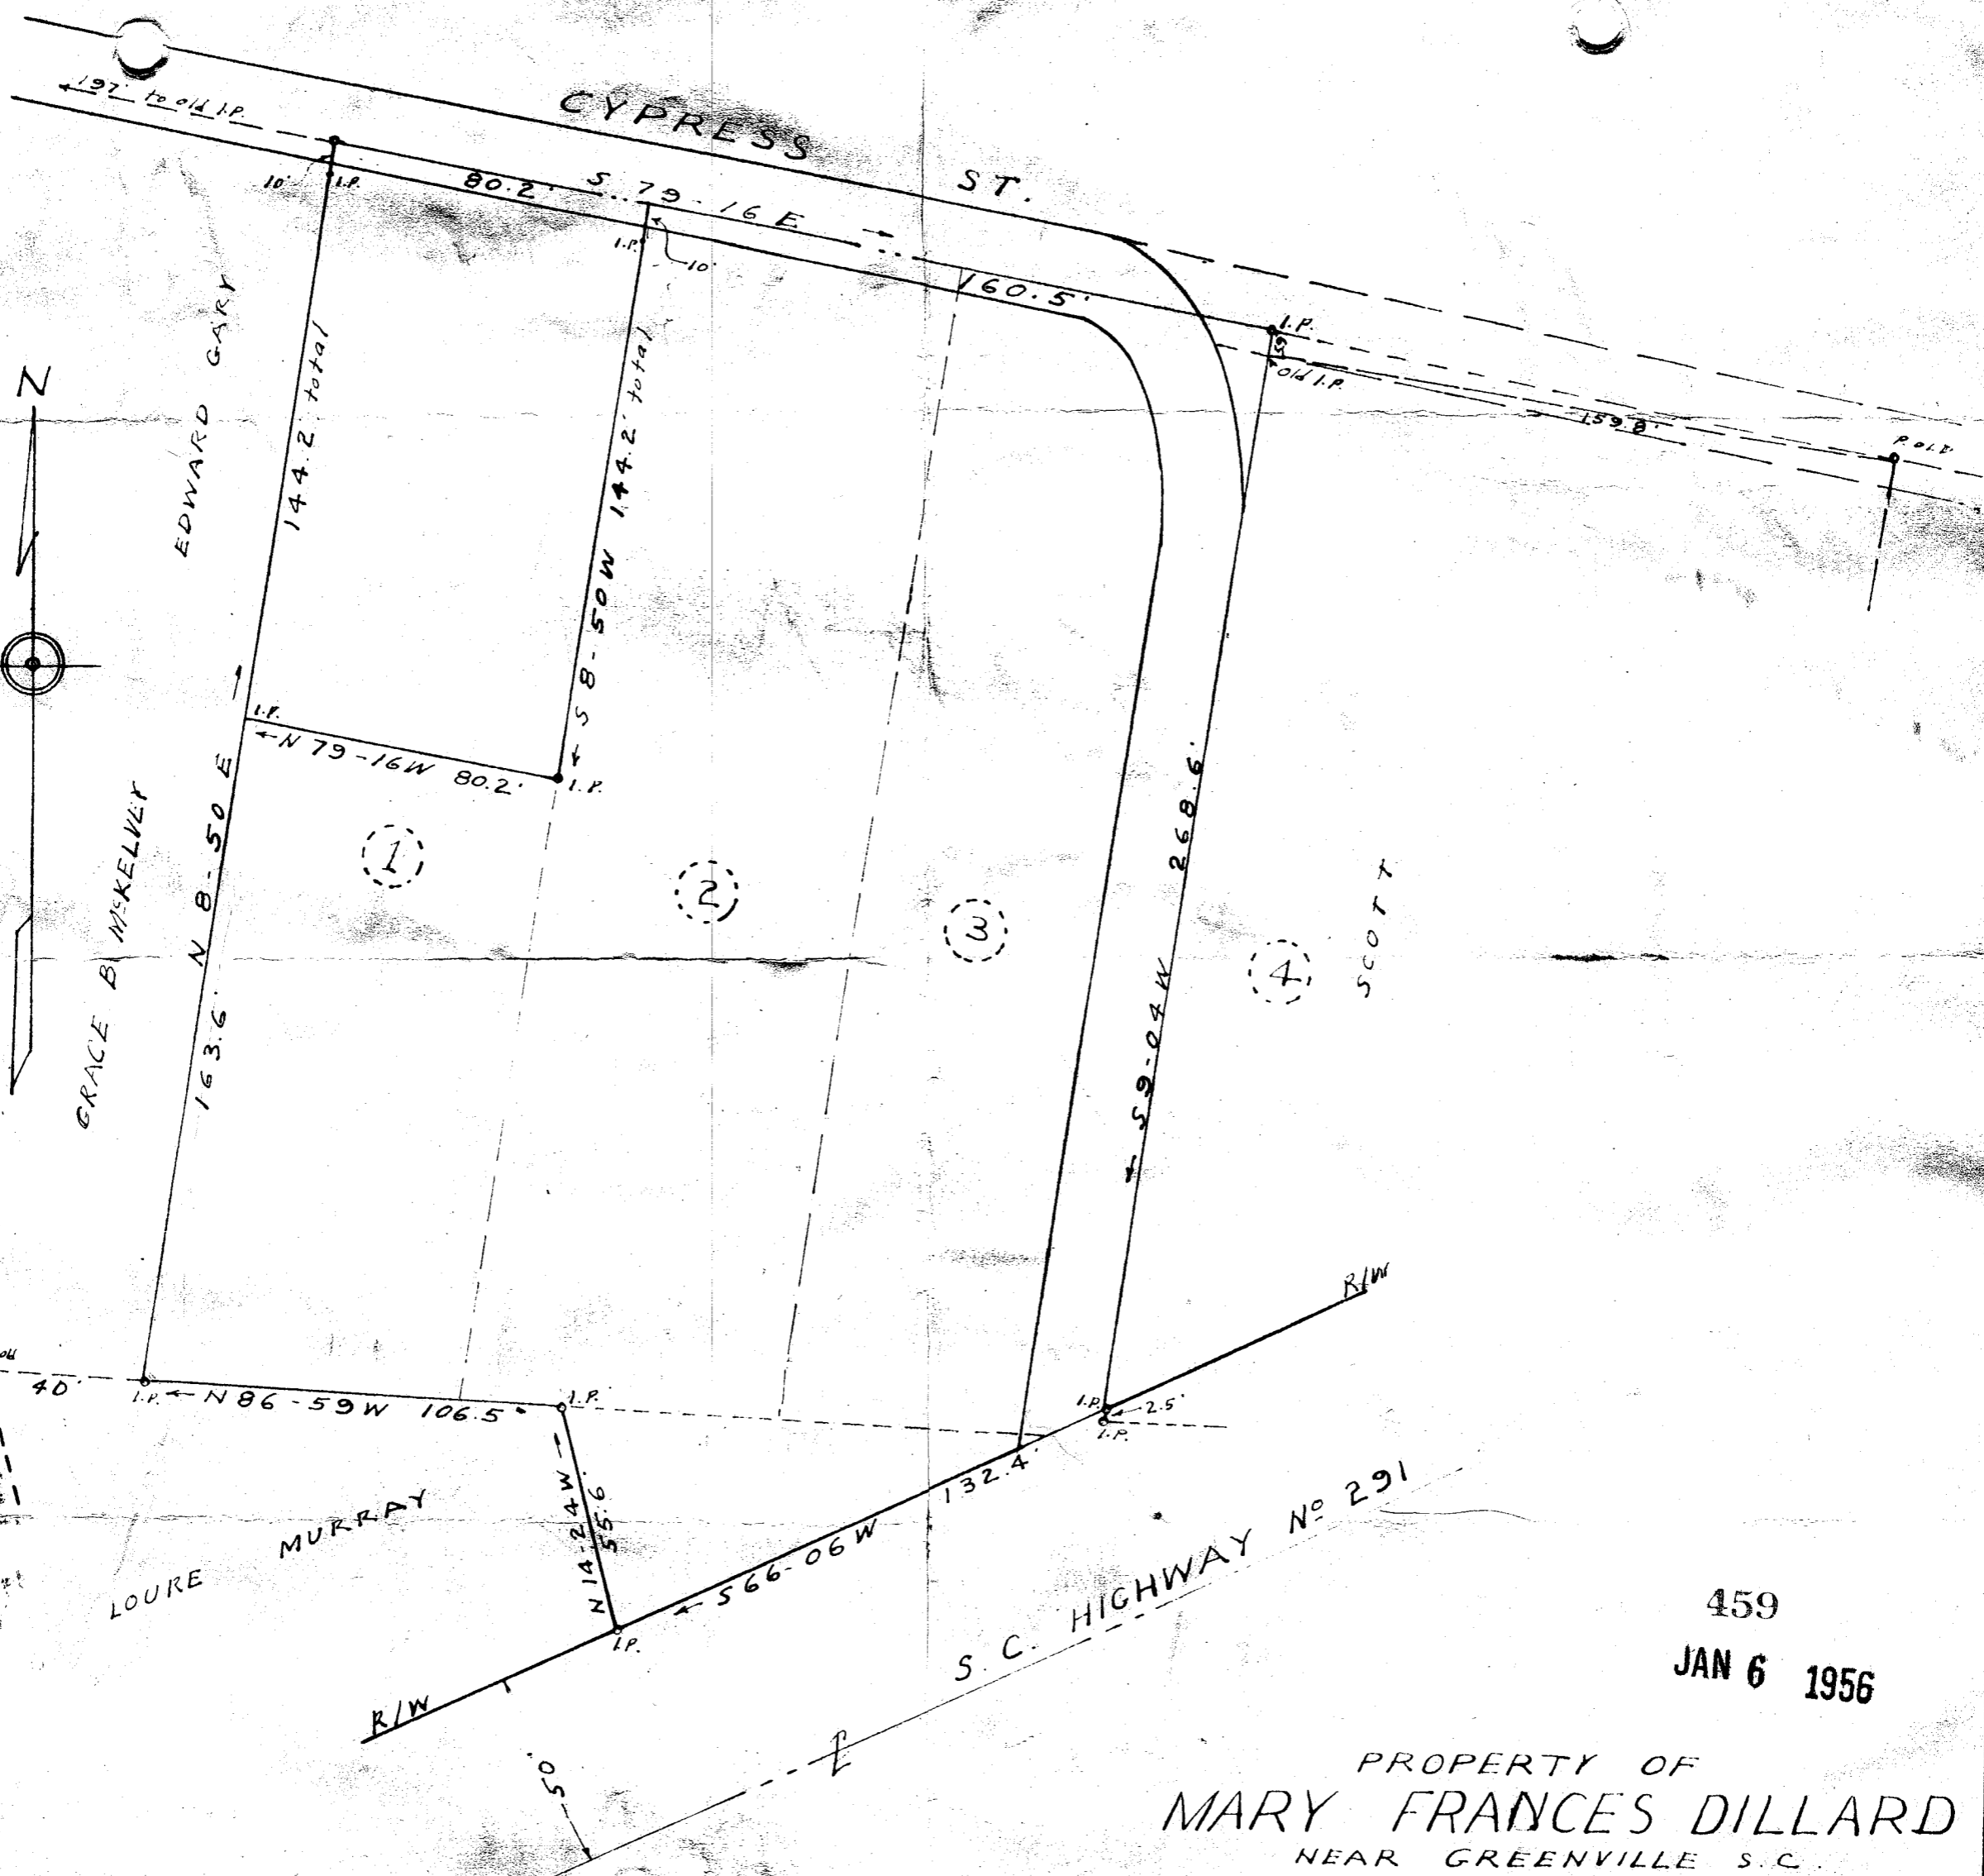 197' to old I.P.
CYPRESS ST.
10' I.P.
80.2' S 79-16 E
I.P. 10'
160.5'
I.P.
Old I.P.
159.8'
EDWARD GARY
144.2' total
S 8-50 W 144.2' total
N
I.P.
N 79-16 W 80.2'
I.P.
N 8-50 E
163.6'
GRACE B McKELVEY
1
2
3
4
S 9-04 W 268.6'
SCOTT
R/W
40'
I.P. N 86-59 W 106.5'
I.P.
I.P. 2.5'
I.P.
N 14-24 W
55.6'
I.P.
S 66-06 W 132.4'
LOURE MURRAY
R/W
S. C. HIGHWAY Nº 291
50'
459
JAN 6 1956
PROPERTY OF
MARY FRANCES DILLARD
NEAR GREENVILLE S.C.